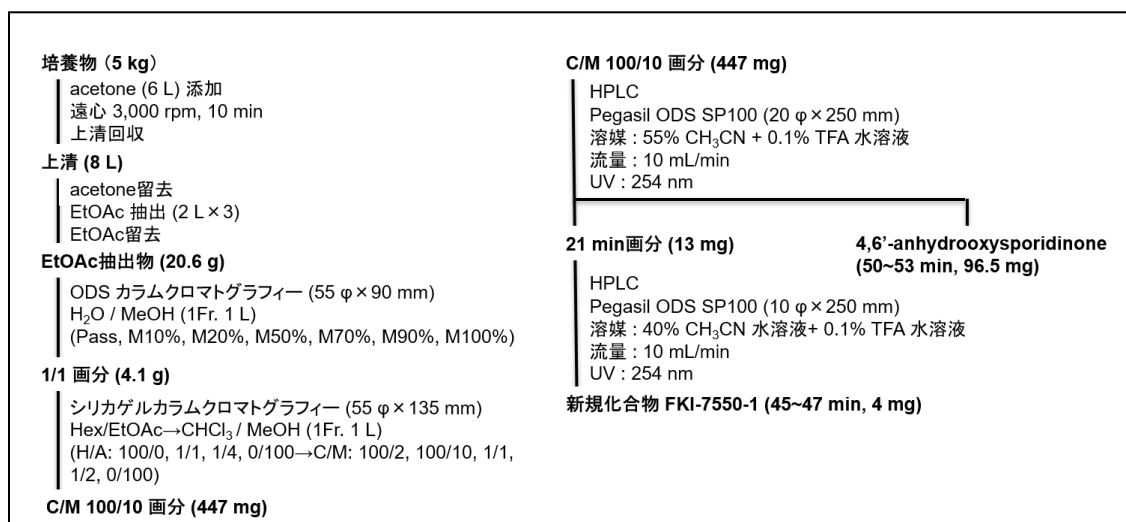 培養物（5 kg）
acetone (6 L) 添加
遠心 3,000 rpm, 10 min
上清回収
上清 (8 L)
acetone留去
EtOAc 抽出 (2 L×3)
EtOAc留去
EtOAc抽出物 (20.6 g)
ODS カラムクロマトグラフィー (55 φ×90 mm)
H₂O / MeOH (1Fr. 1 L)
(Pass, M10%, M20%, M50%, M70%, M90%, M100%)
1/1 画分 (4.1 g)
シリカゲルカラムクロマトグラフィー (55 φ×135 mm)
Hex/EtOAc→CHCl₃ / MeOH (1Fr. 1 L)
(H/A: 100/0, 1/1, 1/4, 0/100→C/M: 100/2, 100/10, 1/1,
1/2, 0/100)
C/M 100/10 画分 (447 mg)
C/M 100/10 画分 (447 mg)
HPLC
Pegasil ODS SP100 (20 φ×250 mm)
溶媒 : 55% CH₃CN + 0.1% TFA 水溶液
流量 : 10 mL/min
UV : 254 nm
21 min画分 (13 mg)
4,6’-anhydrooxysporidinone
(50~53 min, 96.5 mg)
HPLC
Pegasil ODS SP100 (10 φ×250 mm)
溶媒 : 40% CH₃CN 水溶液+ 0.1% TFA 水溶液
流量 : 10 mL/min
UV : 254 nm
新規化合物 FKI-7550-1 (45~47 min, 4 mg)